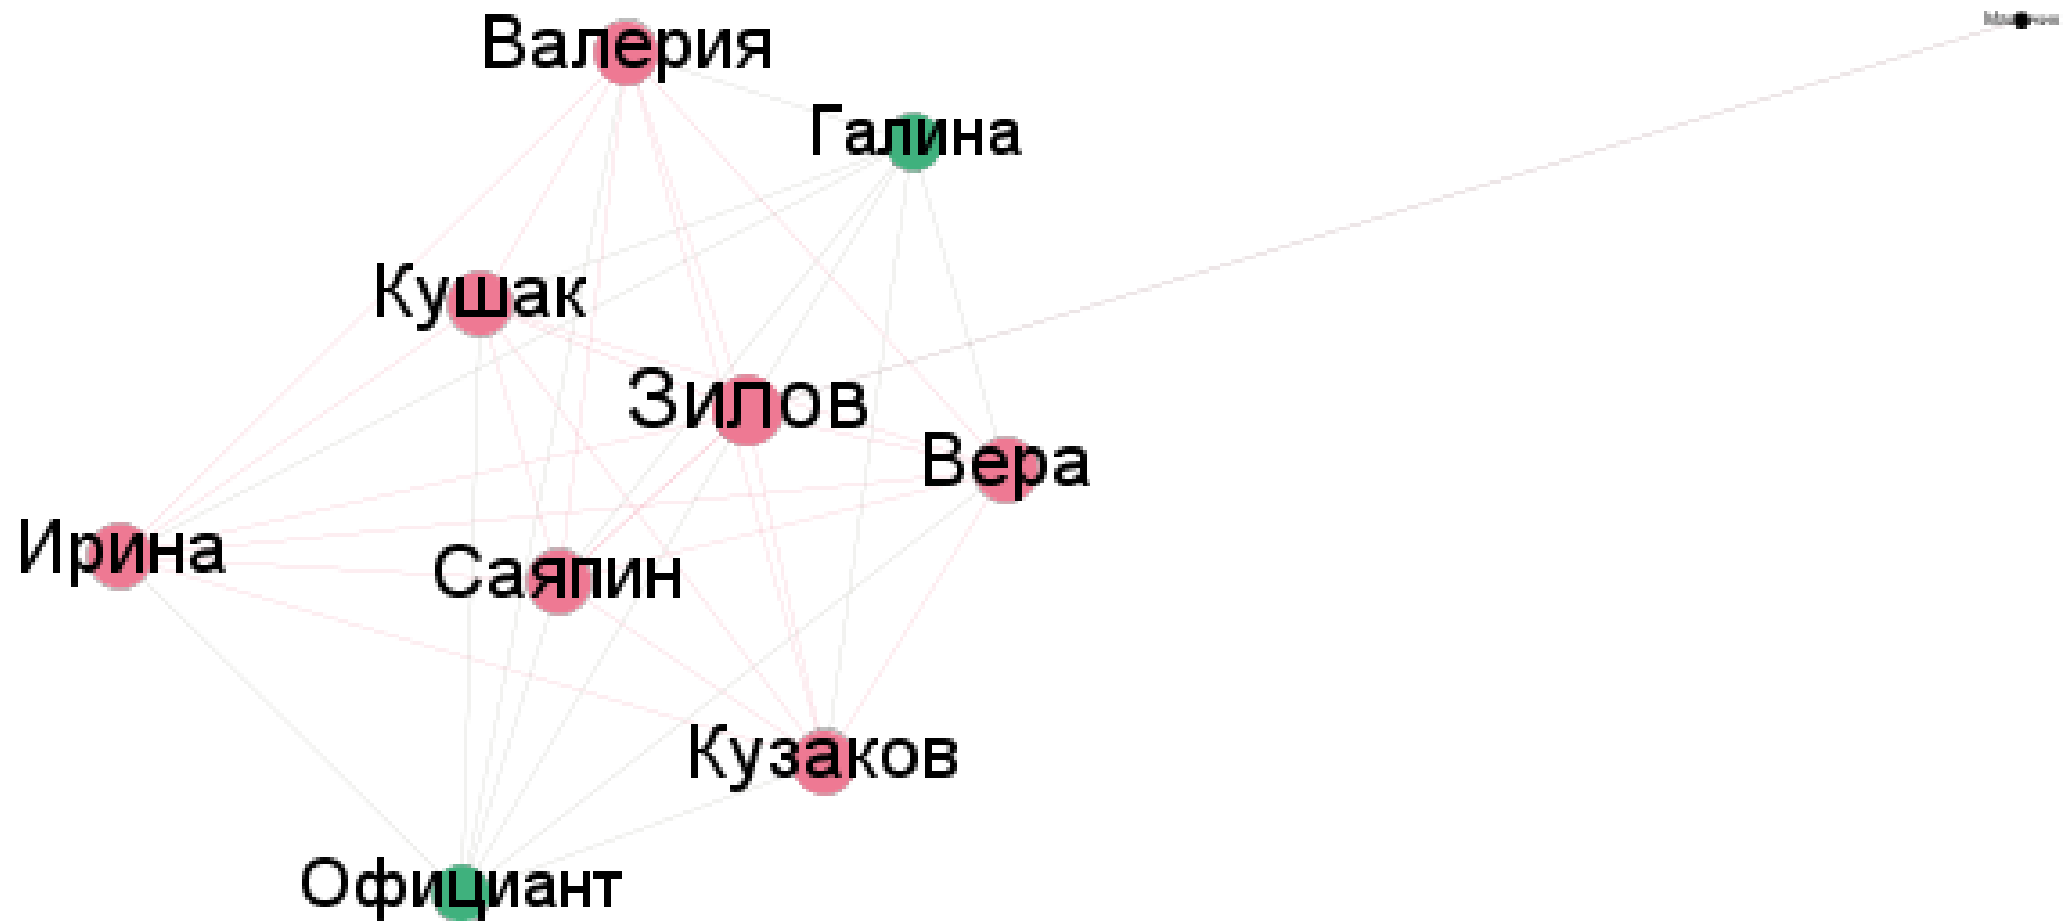 Валерия
Галина
Кушак
Зилов
Вера
Ирина
Саяпин
Кузаков
Официант